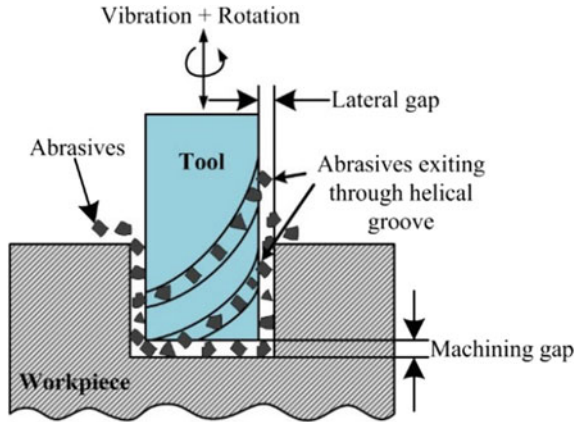 Vibration + Rotation
Lateral gap
Abrasives
Tool
Abrasives exiting
through helical
groove
Machining gap
Workpiece